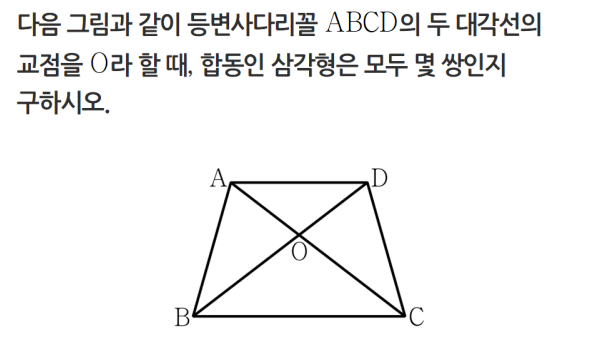 다음 그림과 같이 등변사다리꼴 ABCD의 두 대각선의
교점을 O라 할 때, 합동인 삼각형은 모두 몇 쌍인지
구하시오.
A D
O
B C